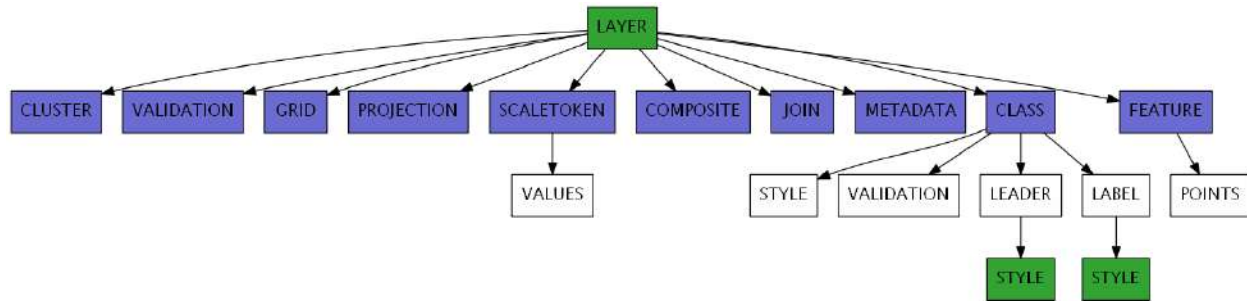 LAYER
CLUSTER VALIDATION GRID PROJECTION SCALETOKEN COMPOSITE JOIN METADATA CLASS FEATURE
VALUES STYLE VALIDATION LEADER LABEL POINTS
STYLE STYLE